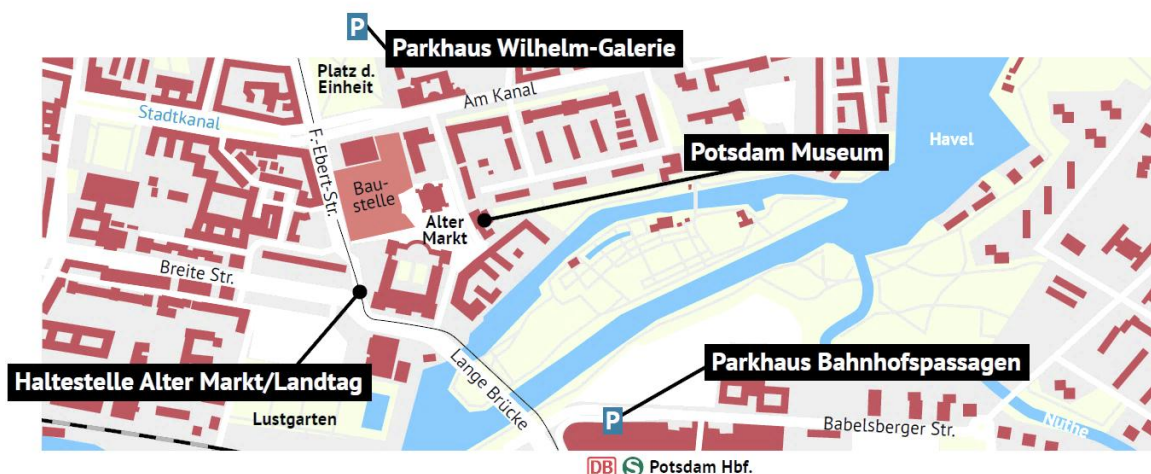 P
Parkhaus Wilhelm-Galerie
Platz d.
Einheit
Am Kanal
Stadtkanal
F.-Ebert-Str.
Potsdam Museum
Havel
Bau-
stelle
Alter
Markt
Breite Str.
Haltestelle Alter Markt/Landtag
Lange Brücke
Parkhaus Bahnhofspassagen
Lustgarten
P
Babelsberger Str.
Nuthe
DB S Potsdam Hbf.